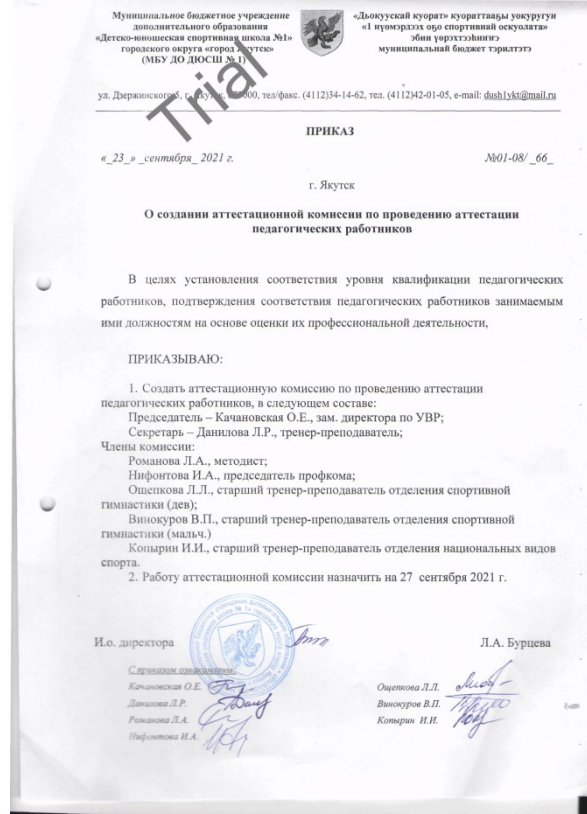 Муниципальное бюджетное учреждение
дополнительного образования
«Детско-юношеская спортивная школа №1»
городского округа «город Якутск»
(МБУ ДО ДЮСШ № 1)
«Дьокуускай куорат» куораттааҕы уокуругун
«1 нүөмэрдээх оҕо спортивнай оскуолата»
эбии үөрэхтээһиҥҥэ
муниципальнай бюджет тэрилтэтэ
Trial
ул. Дзержинского 5, г. Якутск, 677000, тел/факс. (4112)34-14-62, тел. (4112)42-01-05, e-mail: dush1ykt@mail.ru
ПРИКАЗ
«_23_» _сентября_ 2021 г.
№01-08/ _66_
г. Якутск
О создании аттестационной комиссии по проведению аттестации
педагогических работников
В целях установления соответствия уровня квалификации педагогических
работников, подтверждения соответствия педагогических работников занимаемым
ими должностям на основе оценки их профессиональной деятельности,
ПРИКАЗЫВАЮ:
1. Создать аттестационную комиссию по проведению аттестации
педагогических работников, в следующем составе:
Председатель – Качановская О.Е., зам. директора по УВР;
Секретарь – Данилова Л.Р., тренер-преподаватель;
Члены комиссии:
Романова Л.А., методист;
Нифонтова И.А., председатель профкома;
Ощепкова Л.Л., старший тренер-преподаватель отделения спортивной
гимнастики (дев);
Винокуров В.П., старший тренер-преподаватель отделения спортивной
гимнастики (мальч.)
Копырин И.И., старший тренер-преподаватель отделения национальных видов
спорта.
2. Работу аттестационной комиссии назначить на 27 сентября 2021 г.
И.о. директора
Л.А. Бурцева
С приказом ознакомлены:
Качановская О.Е.
Данилова Л.Р.
Романова Л.А.
Нифонтова И.А.
Ощепкова Л.Л.
Винокуров В.П.
Копырин И.И.